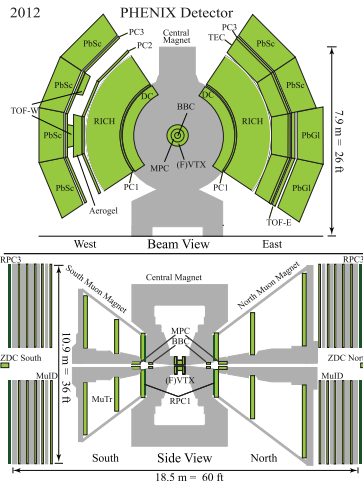 2012 PHENIX Detector
Central
Magnet
PC3
PC2
PC3
TEC
PbSc
PbSc
PbSc
PbSc
TOF-W
PbSc
PbSc
PbSc
PbGl
PbGl
RICH
DC
BBC
DC
RICH
MPC
(F)VTX
PC1
PC1
Aerogel
TOF-E
7.9 m = 26 ft
West
Beam View
East
RPC3
South Muon Magnet
Central Magnet
North Muon Magnet
RPC3
10.9 m = 36 ft
MPC
BBC
ZDC South
ZDC Nort
MuID
(F)VTX
MuID
MuTr
RPC1
South
Side View
North
18.5 m = 60 ft